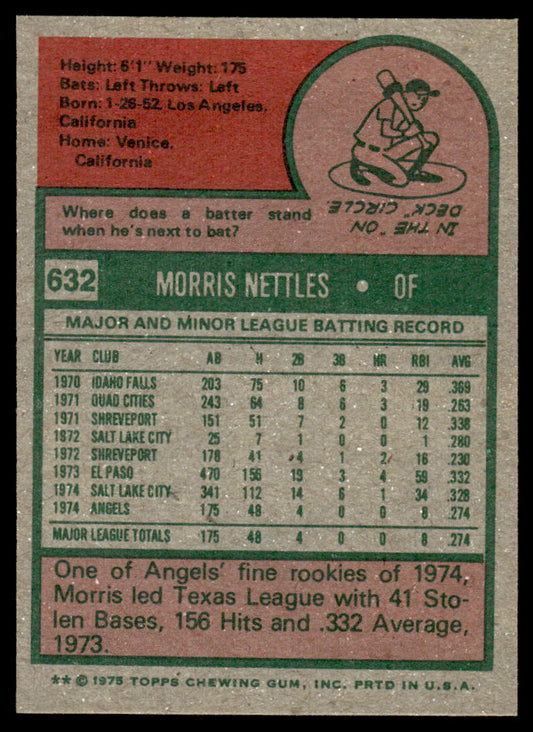 Height: 6'1" Weight: 175
Bats: Left Throws: Left
Born: 1-26-52, Los Angeles,
California
Home: Venice,
California
Where does a batter stand
when he's next to bat?
IN THE "ON
DECK" CIRCLE.
632 MORRIS NETTLES • OF
MAJOR AND MINOR LEAGUE BATTING RECORD
YEAR CLUB AB H 2B 3B HR RBI AVG
1970 IDAHO FALLS 203 75 10 6 3 29 .369
1971 QUAD CITIES 243 64 8 6 3 19 .263
1971 SHREVEPORT 151 51 7 2 0 12 .338
1972 SALT LAKE CITY 25 7 1 0 0 1 .280
1972 SHREVEPORT 178 41 4 1 2 16 .230
1973 EL PASO 470 156 19 3 4 59 .332
1974 SALT LAKE CITY 341 112 14 6 1 34 .328
1974 ANGELS 175 48 4 0 0 8 .274
MAJOR LEAGUE TOTALS 175 48 4 0 0 8 .274
One of Angels' fine rookies of 1974,
Morris led Texas League with 41 Sto-
len Bases, 156 Hits and .332 Average,
1973.
** © 1975 TOPPS CHEWING GUM, INC. PRTD IN U.S.A.